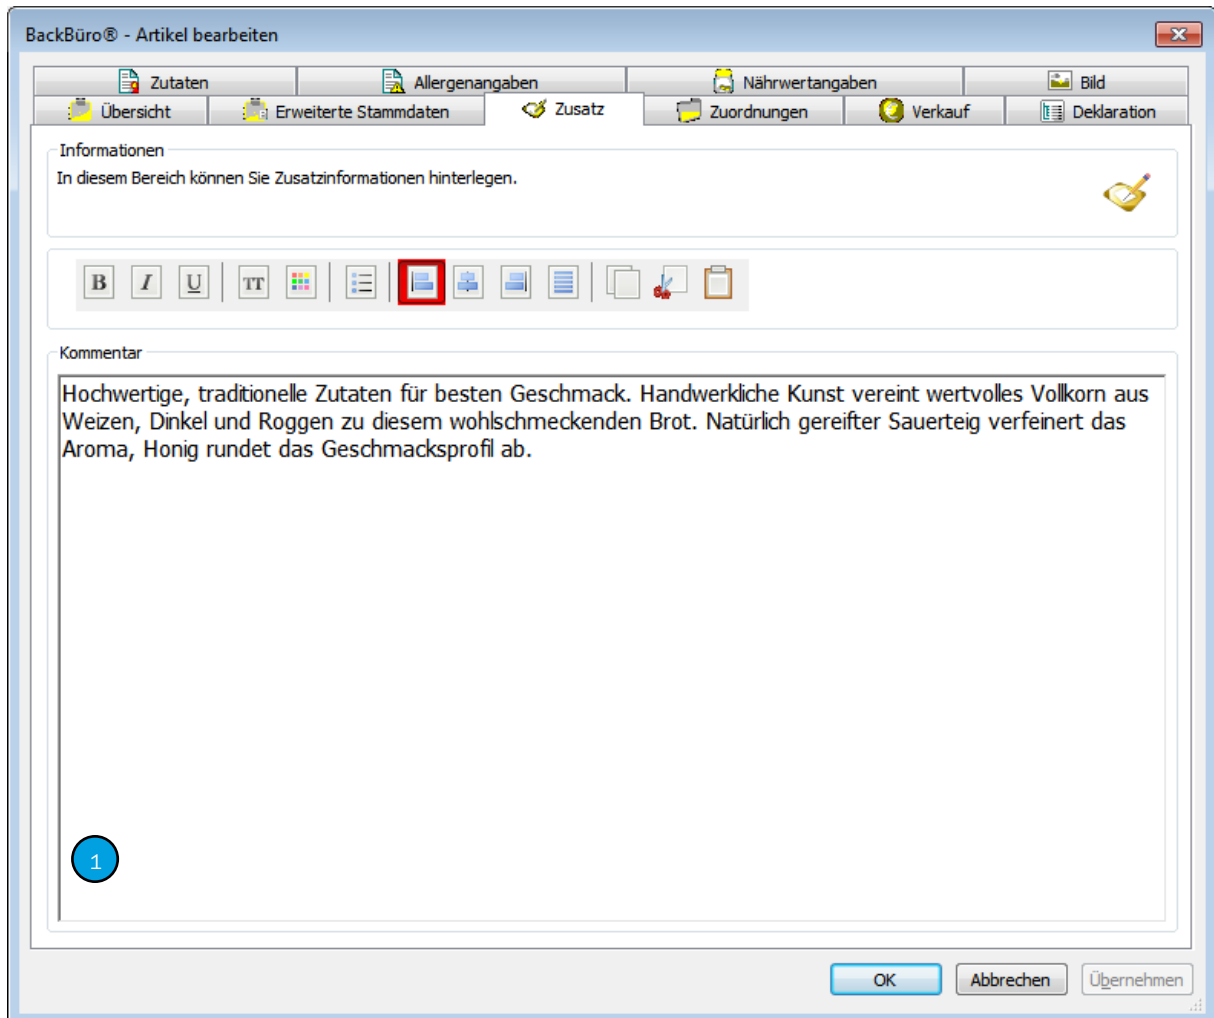 BackBüro® - Artikel bearbeiten
Zutaten
Allergenangaben
Nährwertangaben
Bild
Übersicht
Erweiterte Stammdaten
Zusatz
Zuordnungen
Verkauf
Deklaration
Informationen
In diesem Bereich können Sie Zusatzinformationen hinterlegen.
B I U TT
Kommentar
Hochwertige, traditionelle Zutaten für besten Geschmack. Handwerkliche Kunst vereint wertvolles Vollkorn aus
Weizen, Dinkel und Roggen zu diesem wohlschmeckenden Brot. Natürlich gereifter Sauerteig verfeinert das
Aroma, Honig rundet das Geschmacksprofil ab.
1
OK
Abbrechen
Übernehmen